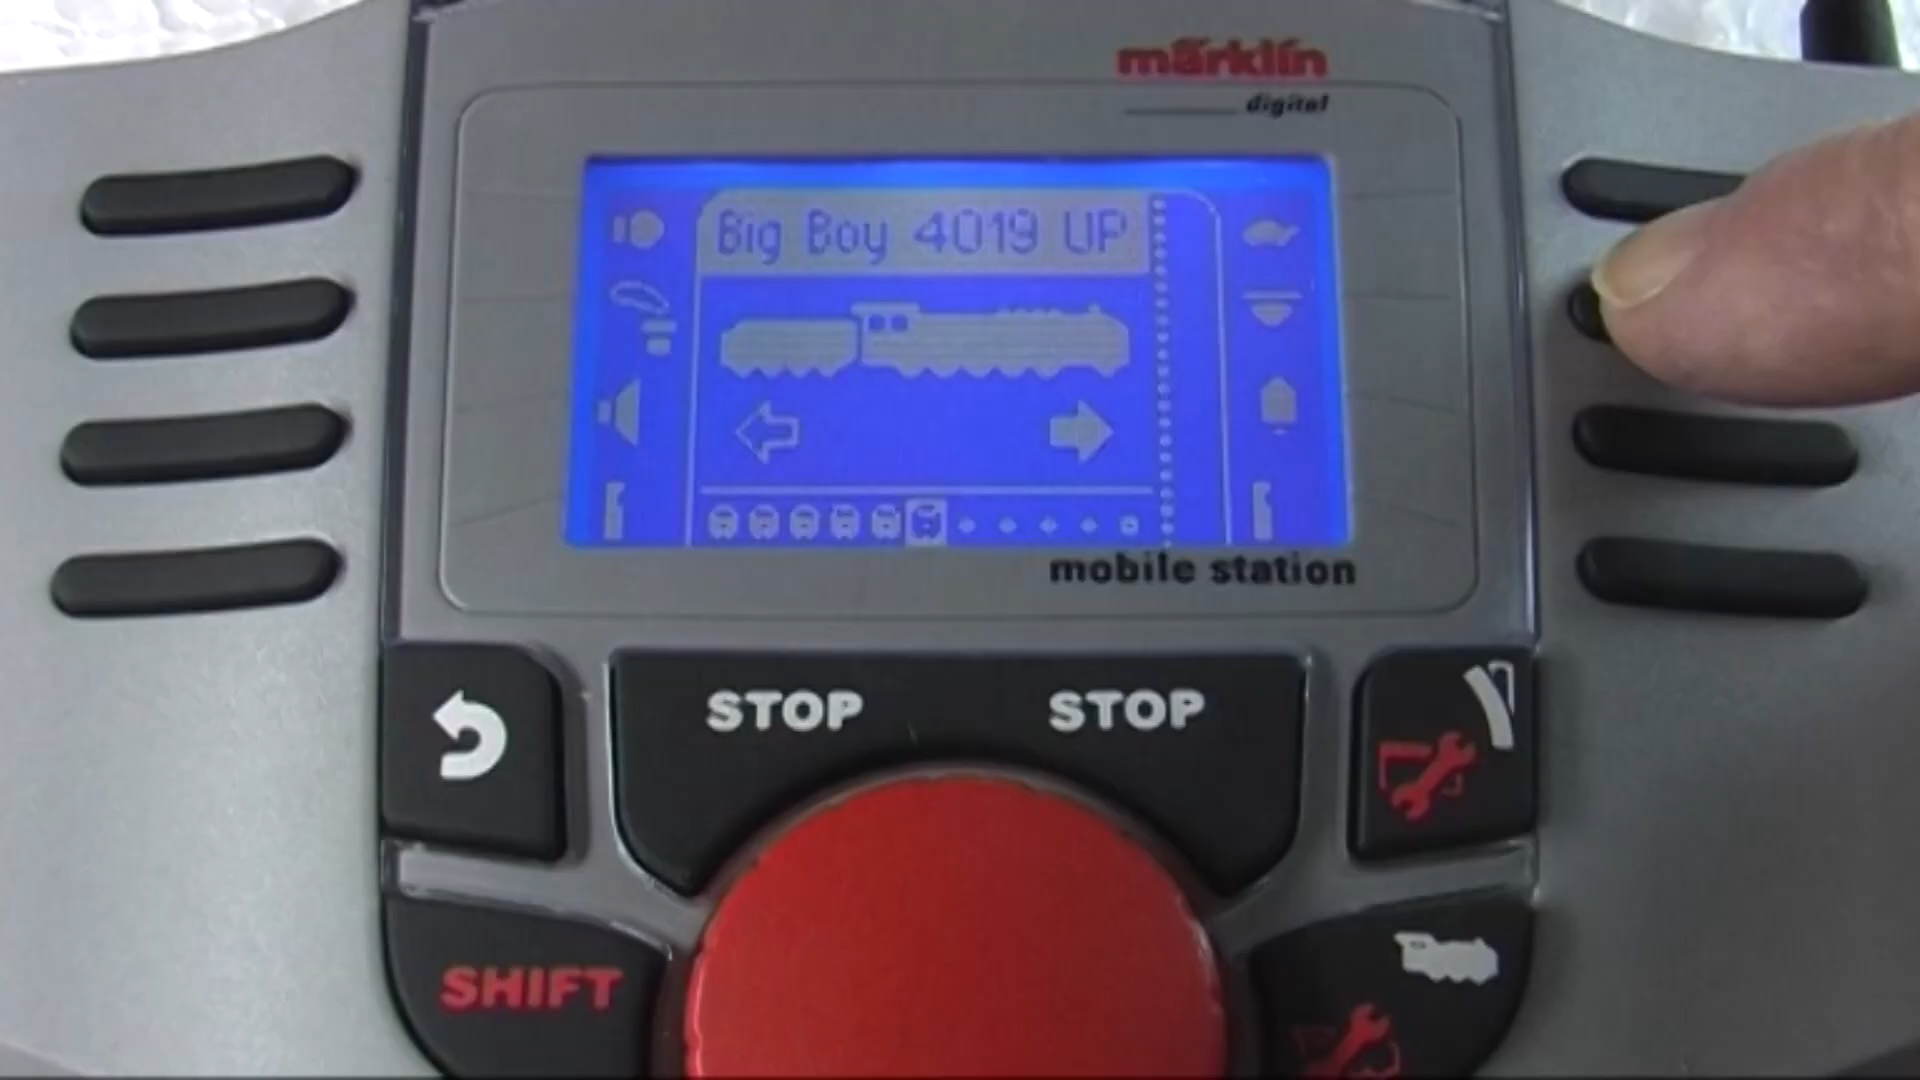 märklin
digital
Big Boy 4019 UP
mobile station
STOP STOP
SHIFT